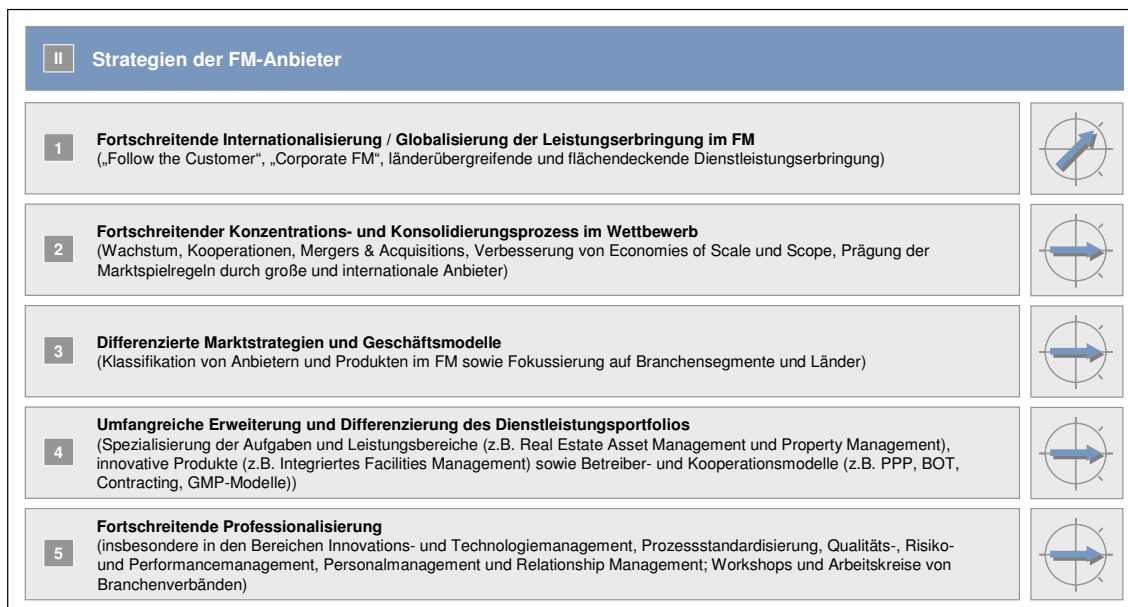 II Strategien der FM-Anbieter
1 Fortschreitende Internationalisierung / Globalisierung der Leistungserbringung im FM
(„Follow the Customer“, „Corporate FM“, länderübergreifende und flächendeckende Dienstleistungserbringung)
2 Fortschreitender Konzentrations- und Konsolidierungsprozess im Wettbewerb
(Wachstum, Kooperationen, Mergers & Acquisitions, Verbesserung von Economies of Scale und Scope, Prägung der
Marktspielregeln durch große und internationale Anbieter)
3 Differenzierte Marktstrategien und Geschäftsmodelle
(Klassifikation von Anbietern und Produkten im FM sowie Fokussierung auf Branchensegmente und Länder)
4 Umfangreiche Erweiterung und Differenzierung des Dienstleistungsportfolios
(Spezialisierung der Aufgaben und Leistungsbereiche (z.B. Real Estate Asset Management und Property Management),
innovative Produkte (z.B. Integriertes Facilities Management) sowie Betreiber- und Kooperationsmodelle (z.B. PPP, BOT,
Contracting, GMP-Modelle))
5 Fortschreitende Professionalisierung
(insbesondere in den Bereichen Innovations- und Technologiemanagement, Prozessstandardisierung, Qualitäts-, Risiko-
und Performancemanagement, Personalmanagement und Relationship Management; Workshops und Arbeitskreise von
Branchenverbänden)